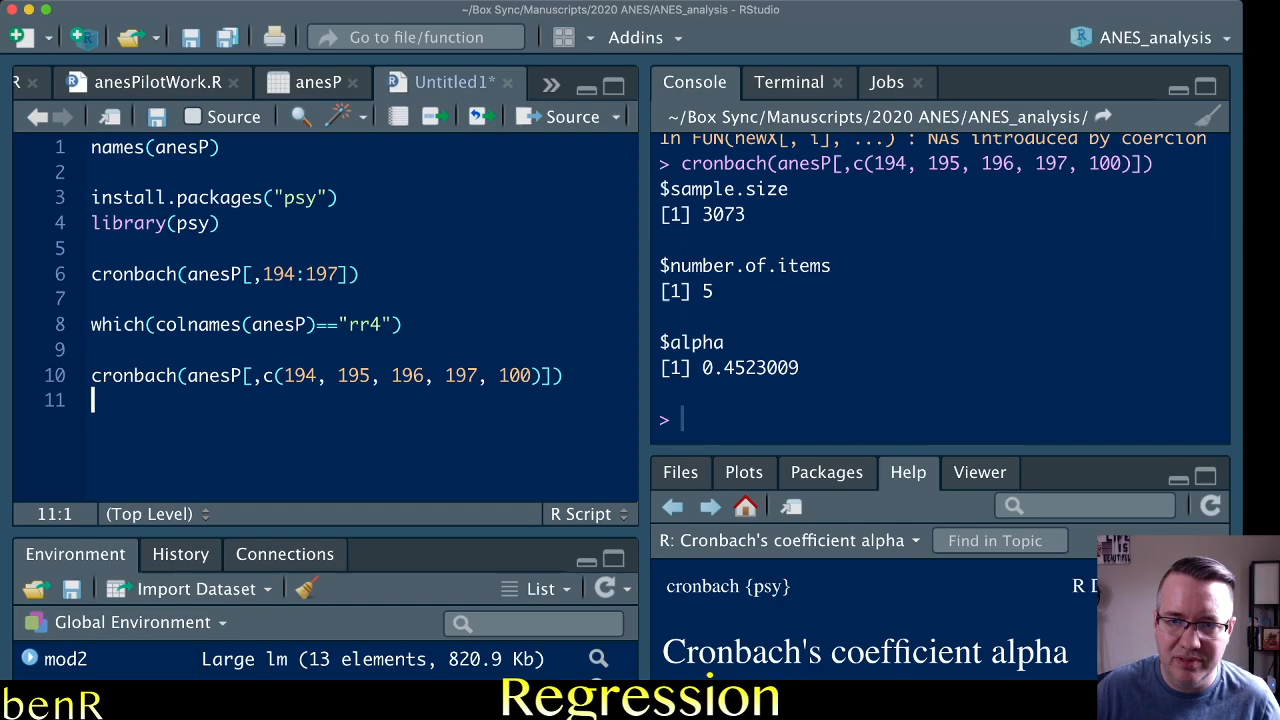 ~/Box Sync/Manuscripts/2020 ANES/ANES_analysis - RStudio
Go to file/function
Addins
ANES_analysis
R
anesPilotWork.R
anesP
Untitled1*
Source
Source
1 names(anesP)
2
3 install.packages("psy")
4 library(psy)
5
6 cronbach(anesP[,194:197])
7
8 which(colnames(anesP)=="rr4")
9
10 cronbach(anesP[,c(194, 195, 196, 197, 100)])
11
11:1 (Top Level) R Script
Environment History Connections
Import Dataset List
Global Environment
mod2 Large lm (13 elements, 820.9 Kb)
Console Terminal Jobs
~/Box Sync/Manuscripts/2020 ANES/ANES_analysis/
In FUN(newX[, i], ...) : NAs introduced by coercion
> cronbach(anesP[,c(194, 195, 196, 197, 100)])
$sample.size
[1] 3073
$number.of.items
[1] 5
$alpha
[1] 0.4523009
>
Files Plots Packages Help Viewer
R: Cronbach's coefficient alpha Find in Topic
cronbach {psy} R D
Cronbach's coefficient alpha
LIFE IS BEAUTIFUL
benR
Regression